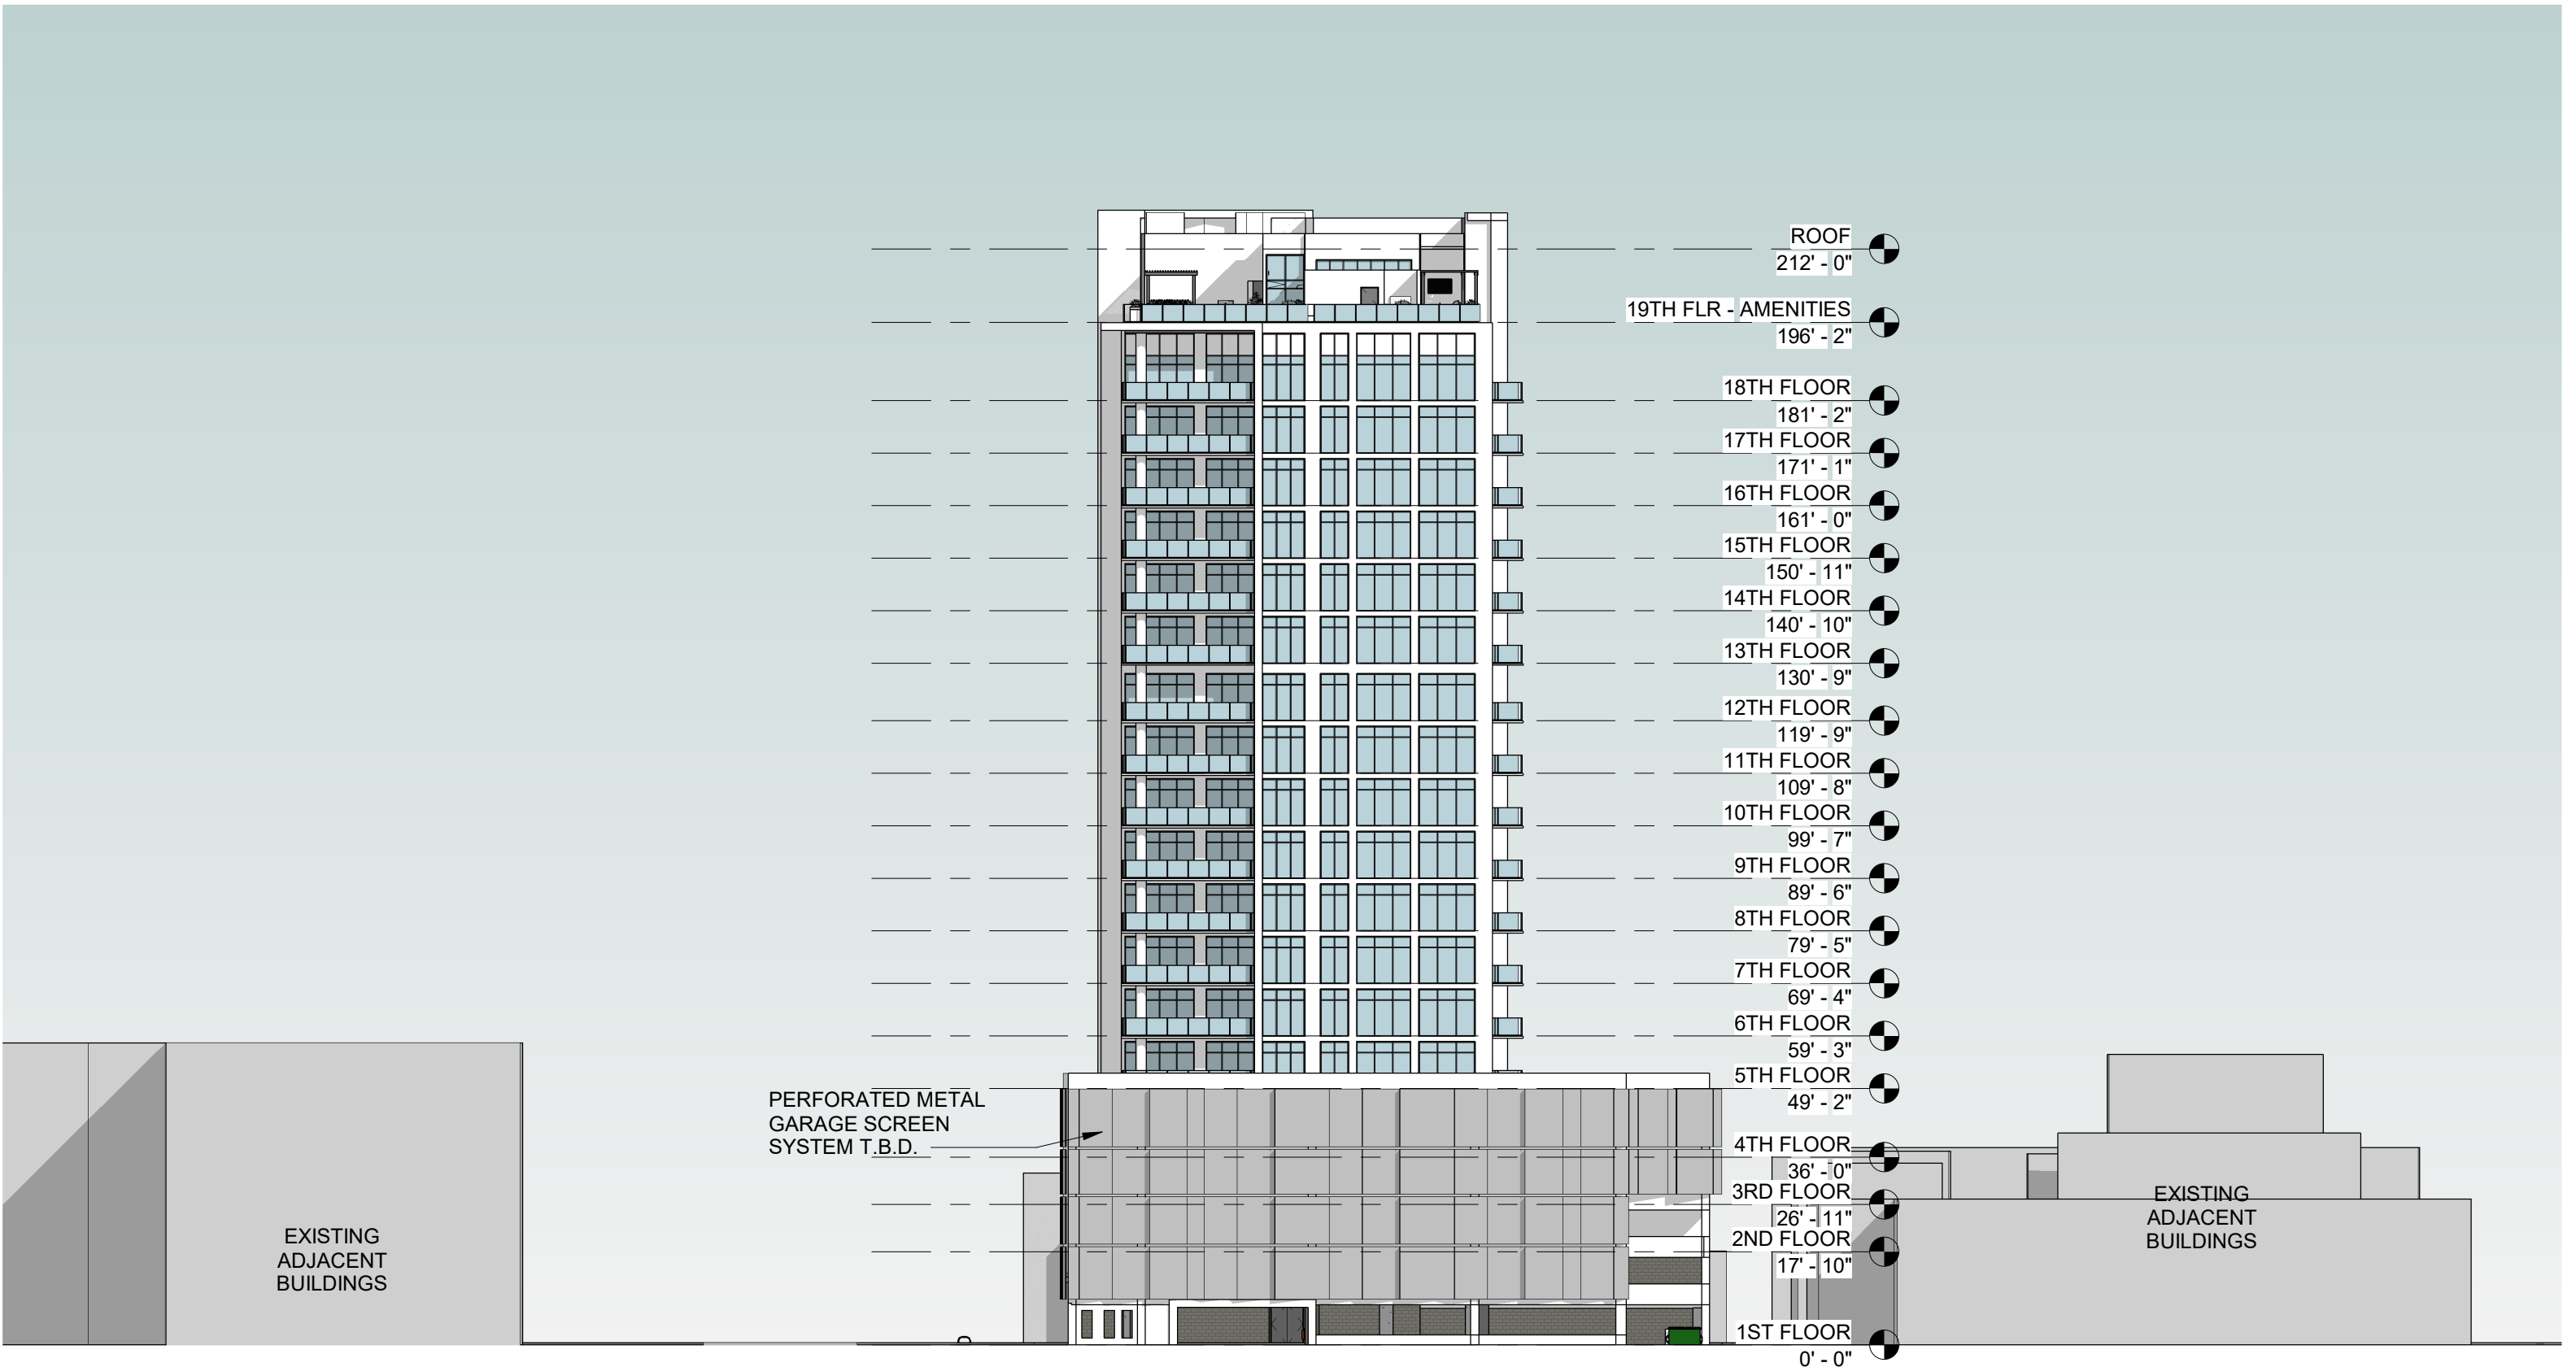 ROOF
212' - 0"
19TH FLR - AMENITIES
196' - 2"
18TH FLOOR
181' - 2"
17TH FLOOR
171' - 1"
16TH FLOOR
161' - 0"
15TH FLOOR
150' - 11"
14TH FLOOR
140' - 10"
13TH FLOOR
130' - 9"
12TH FLOOR
119' - 9"
11TH FLOOR
109' - 8"
10TH FLOOR
99' - 7"
9TH FLOOR
89' - 6"
8TH FLOOR
79' - 5"
7TH FLOOR
69' - 4"
6TH FLOOR
59' - 3"
5TH FLOOR
49' - 2"
4TH FLOOR
36' - 0"
3RD FLOOR
26' - 11"
2ND FLOOR
17' - 10"
1ST FLOOR
0' - 0"
PERFORATED METAL
GARAGE SCREEN
SYSTEM T.B.D.
EXISTING
ADJACENT
BUILDINGS
EXISTING
ADJACENT
BUILDINGS